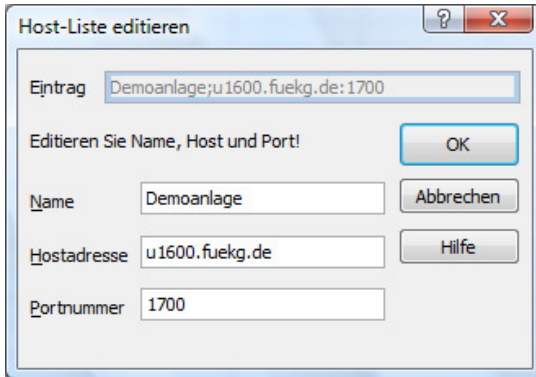 Host-Liste editieren
Eintrag Demoanlage;u1600.fuekg.de:1700
Editieren Sie Name, Host und Port! OK
Name Demoanlage Abbrechen
Hostadresse u1600.fuekg.de Hilfe
Portnummer 1700